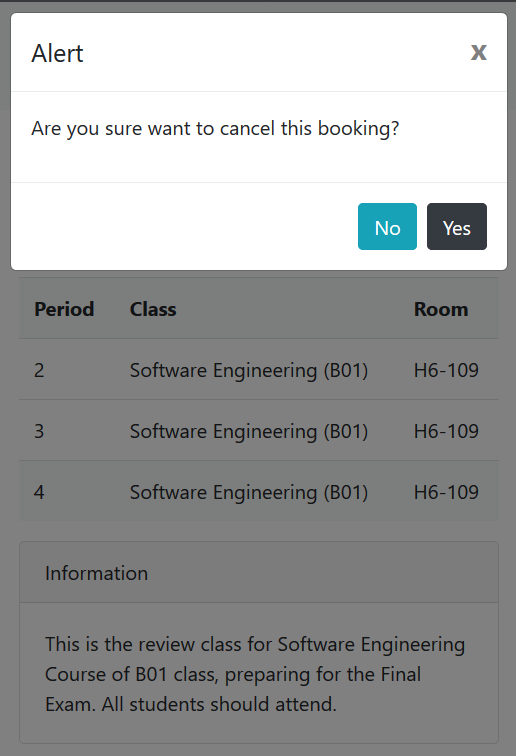 Alert x
Are you sure want to cancel this booking?
No Yes
Period Class Room
2 Software Engineering (B01) H6-109
3 Software Engineering (B01) H6-109
4 Software Engineering (B01) H6-109
Information
This is the review class for Software Engineering
Course of B01 class, preparing for the Final
Exam. All students should attend.